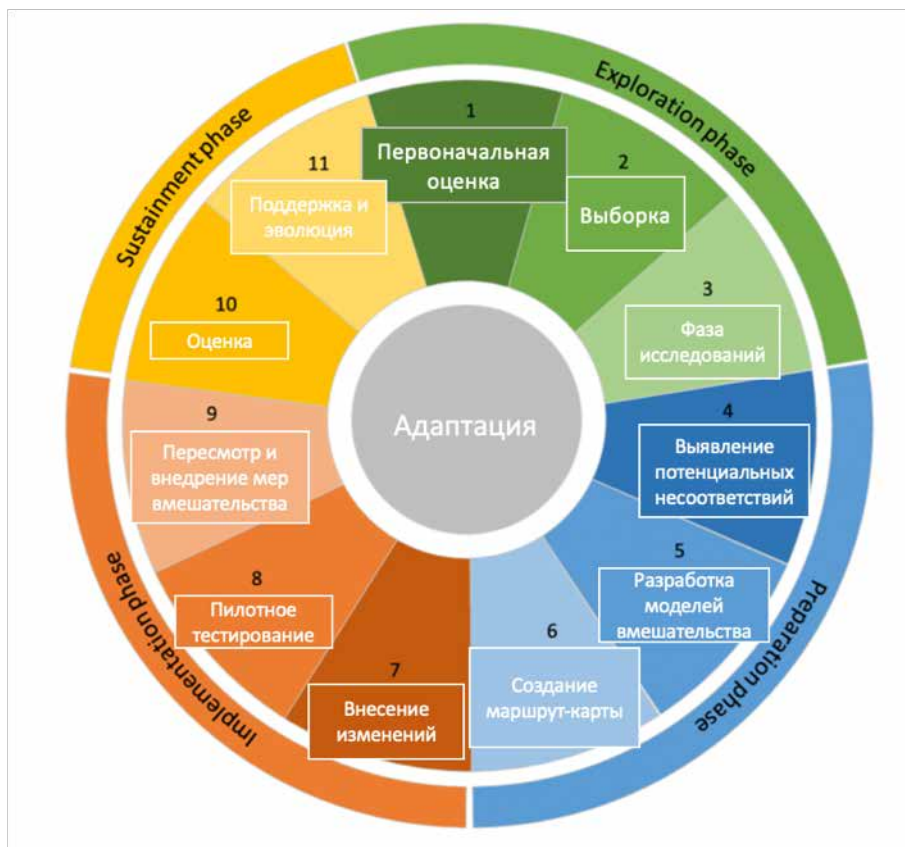 Exploration phase
1
Первоначальная
оценка
2
Выборка
3
Фаза
исследований
Preparation phase
4
Выявление
потенциальных
несоответствий
5
Разработка
моделей
вмешательства
6
Создание
маршрут-карты
Implementation phase
7
Внесение
изменений
8
Пилотное
тестирование
9
Пересмотр и
внедрение мер
вмешательства
Sustainment phase
10
Оценка
11
Поддержка и
эволюция
Адаптация